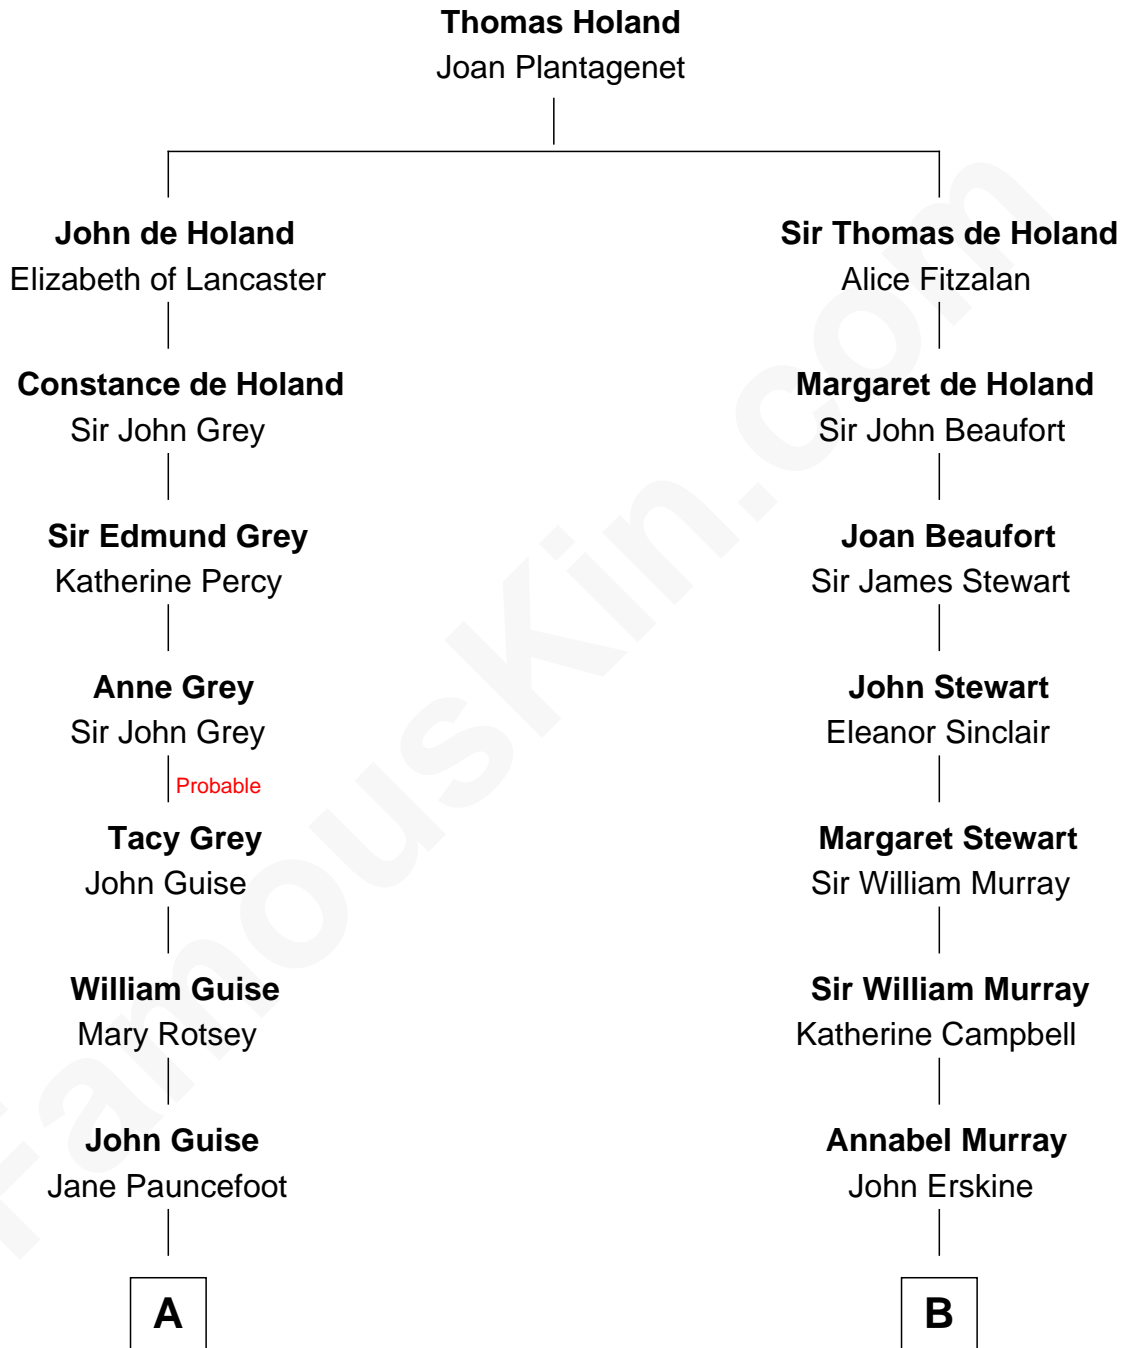 Thomas Holand
Joan Plantagenet
John de Holand
Elizabeth of Lancaster
Sir Thomas de Holand
Alice Fitzalan
Constance de Holand
Sir John Grey
Margaret de Holand
Sir John Beaufort
Sir Edmund Grey
Katherine Percy
Joan Beaufort
Sir James Stewart
Anne Grey
Sir John Grey
John Stewart
Eleanor Sinclair
Probable
Tacy Grey
John Guise
Margaret Stewart
Sir William Murray
William Guise
Mary Rotsey
Sir William Murray
Katherine Campbell
John Guise
Jane Pauncefoot
Annabel Murray
John Erskine
A
B
FamousKin.com